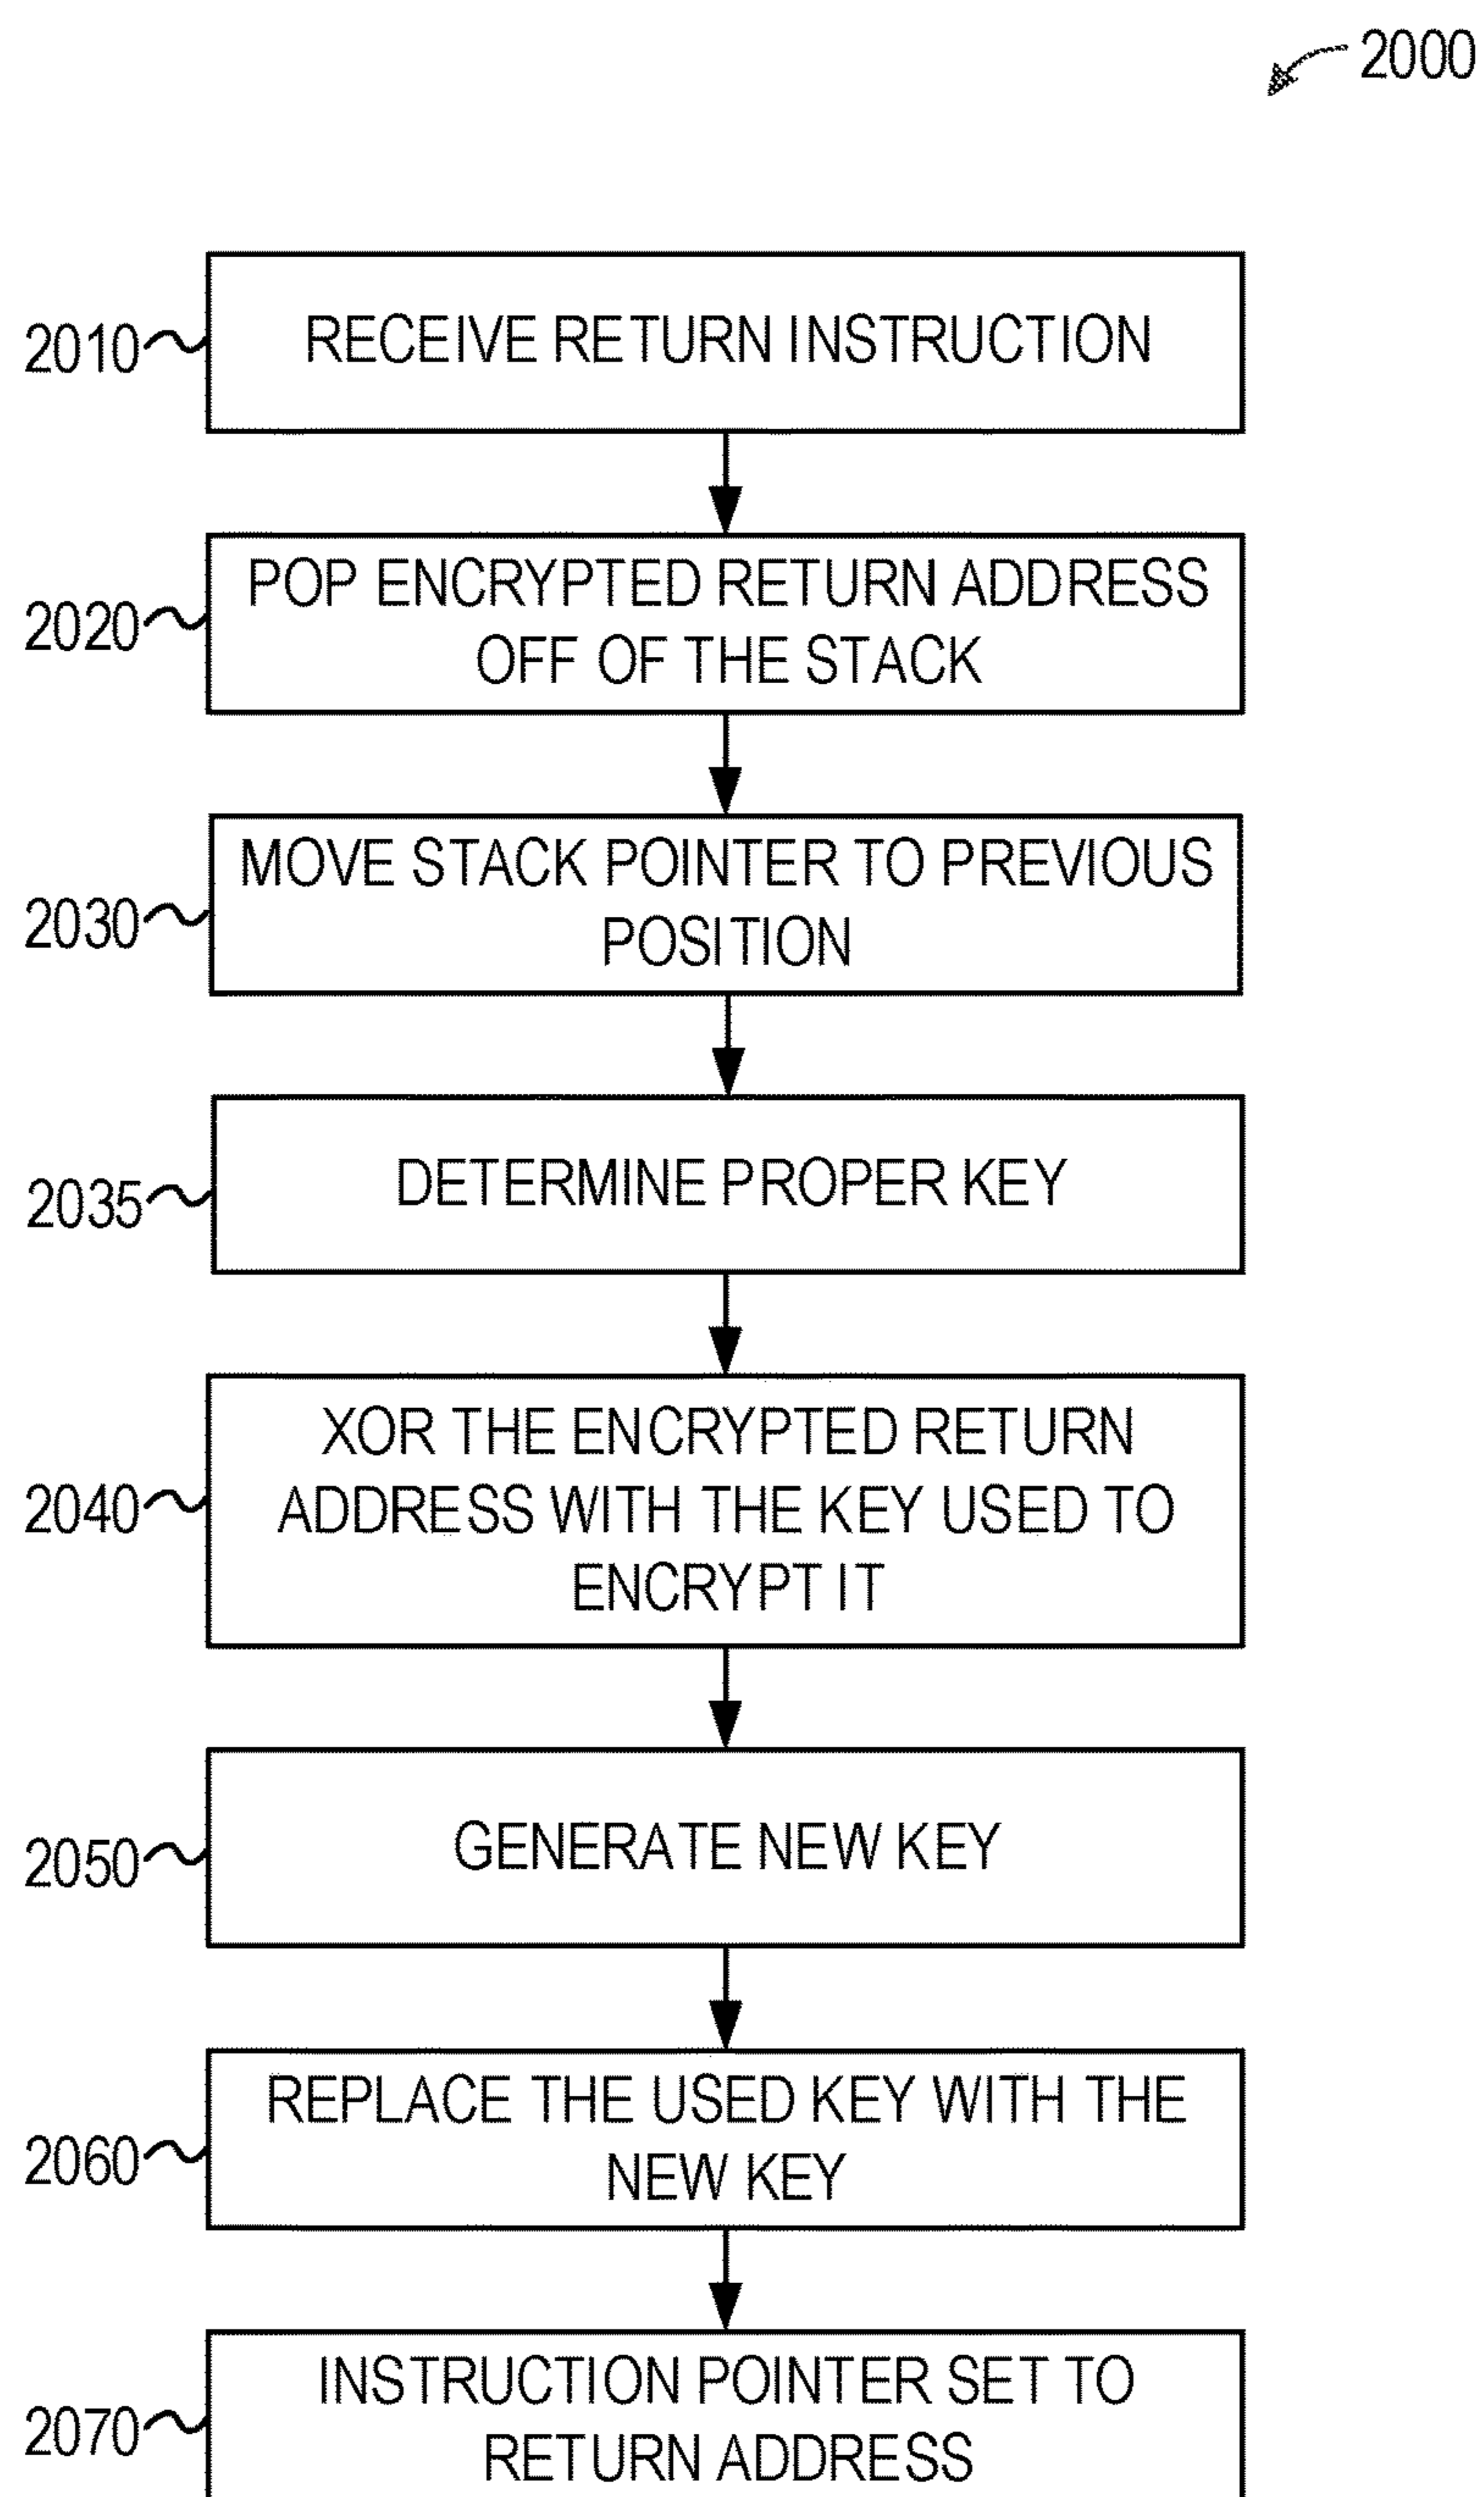 2000
2010
RECEIVE RETURN INSTRUCTION
2020
POP ENCRYPTED RETURN ADDRESS
OFF OF THE STACK
2030
MOVE STACK POINTER TO PREVIOUS
POSITION
2035
DETERMINE PROPER KEY
2040
XOR THE ENCRYPTED RETURN
ADDRESS WITH THE KEY USED TO
ENCRYPT IT
2050
GENERATE NEW KEY
2060
REPLACE THE USED KEY WITH THE
NEW KEY
2070
INSTRUCTION POINTER SET TO
RETURN ADDRESS